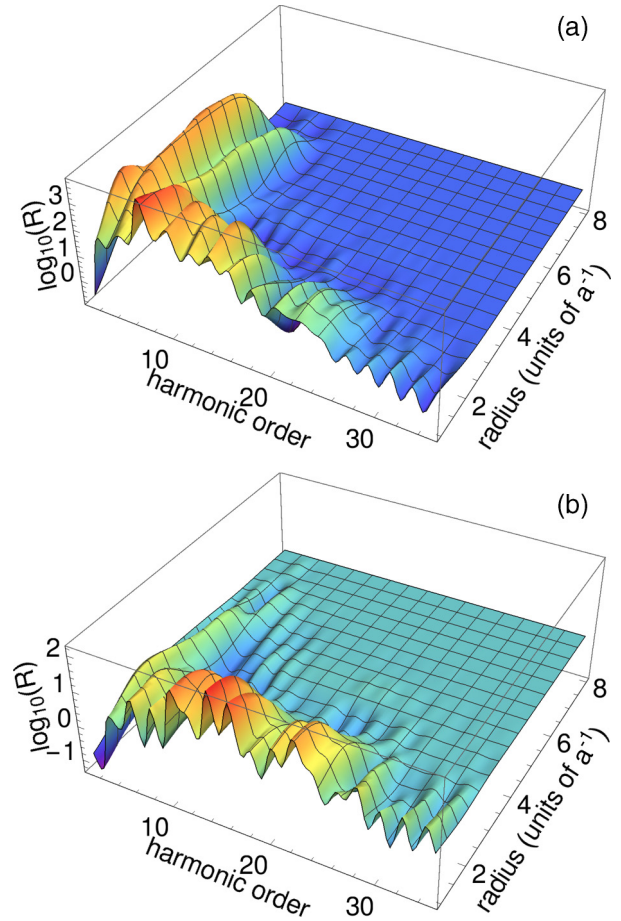 (a)
3
2
1
0
log₁₀(R)
10
20
30
harmonic order
2
4
6
8
radius (units of a⁻¹)
(b)
2
1
0
−1
log₁₀(R)
10
20
30
harmonic order
2
4
6
8
radius (units of a⁻¹)